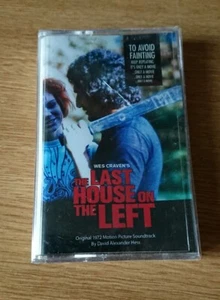 TO AVOID
FAINTING
KEEP REPEATING,
IT'S ONLY A MOVIE
...ONLY A MOVIE
...ONLY A MOVIE
WES CRAVEN'S
THE LAST
HOUSE ON
THE LEFT
Original 1972 Motion Picture Soundtrack
By David Alexander Hess